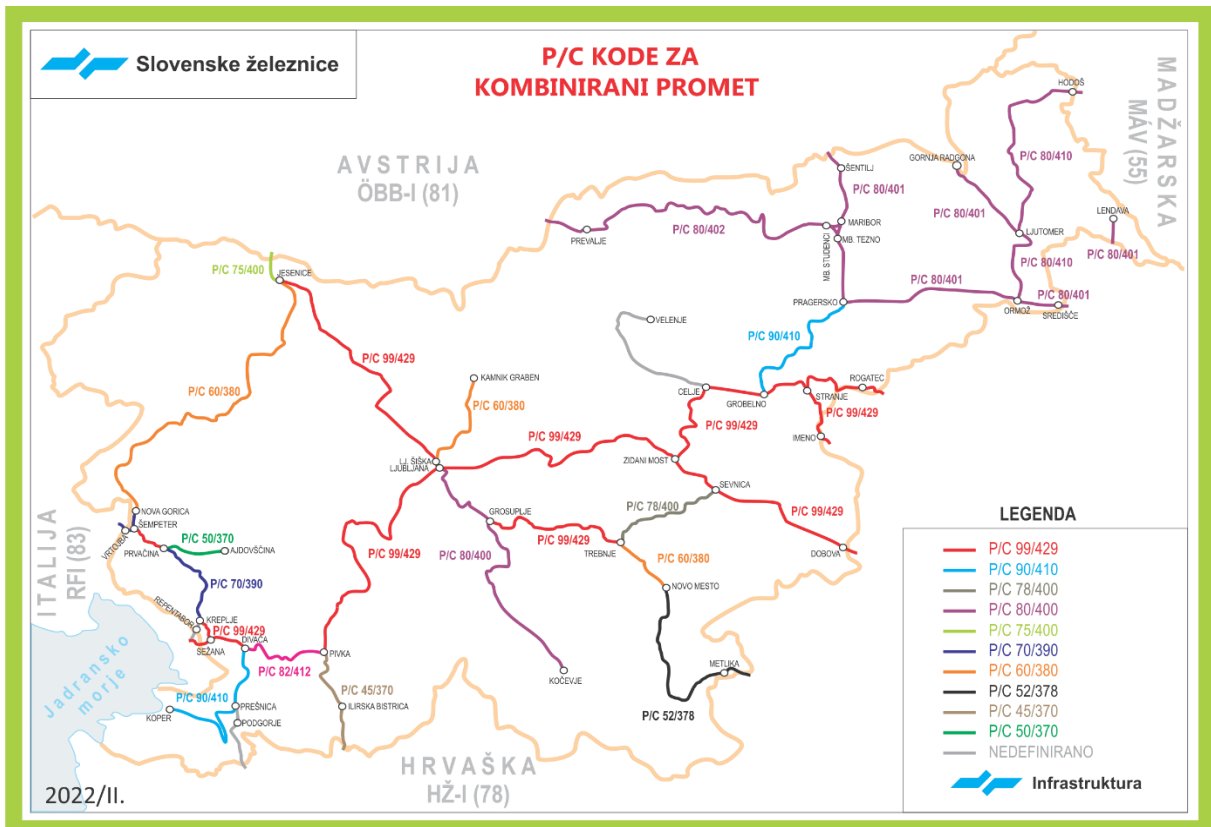 Slovenske železnice
P/C KODE ZA
KOMBINIRANI PROMET
AVSTRIJA
ÖBB-I (81)
MADŽARSKA
MÁV (55)
HODOŠ
P/C 80/410
GORNJA RADGONA
P/C 80/401
LJUTOMER
LENDAVA
P/C 80/401
P/C 80/410
ŠENTILJ
P/C 80/401
MARIBOR
MB. TEZNO
MB. STUDENCI
PREVALJE
P/C 80/402
PRAGERSKO
P/C 80/401
ORMOŽ
P/C 80/401
SREDIŠČE
P/C 75/400
JESENICE
P/C 99/429
P/C 60/380
KAMNIK GRABEN
P/C 60/380
VELENJE
P/C 90/410
CELJE
GROBELNO
ROGATEC
STRANJE
P/C 99/429
IMENO
P/C 99/429
LJ. ŠIŠKA
LJUBLJANA
P/C 99/429
ZIDANI MOST
SEVNICA
P/C 78/400
P/C 99/429
DOBOVA
GROSUPLJE
P/C 99/429
TREBNJE
P/C 60/380
NOVO MESTO
P/C 80/400
KOČEVJE
METLIKA
P/C 52/378
ITALIJA
RFI (83)
NOVA GORICA
ŠEMPETER
VRTOJBA
PRVAČINA
P/C 50/370
AJDOVŠČINA
P/C 70/390
P/C 99/429
REPENTABOR
KREPLJE
P/C 99/429
SEŽANA
DIVAČA
P/C 82/412
PIVKA
P/C 90/410
KOPER
PREŠNICA
PODGORJE
P/C 45/370
ILIRSKA BISTRICA
Jadransko
morje
HRVAŠKA
HŽ-I (78)
2022/II.
LEGENDA
P/C 99/429
P/C 90/410
P/C 78/400
P/C 80/400
P/C 75/400
P/C 70/390
P/C 60/380
P/C 52/378
P/C 45/370
P/C 50/370
NEDEFINIRANO
Infrastruktura